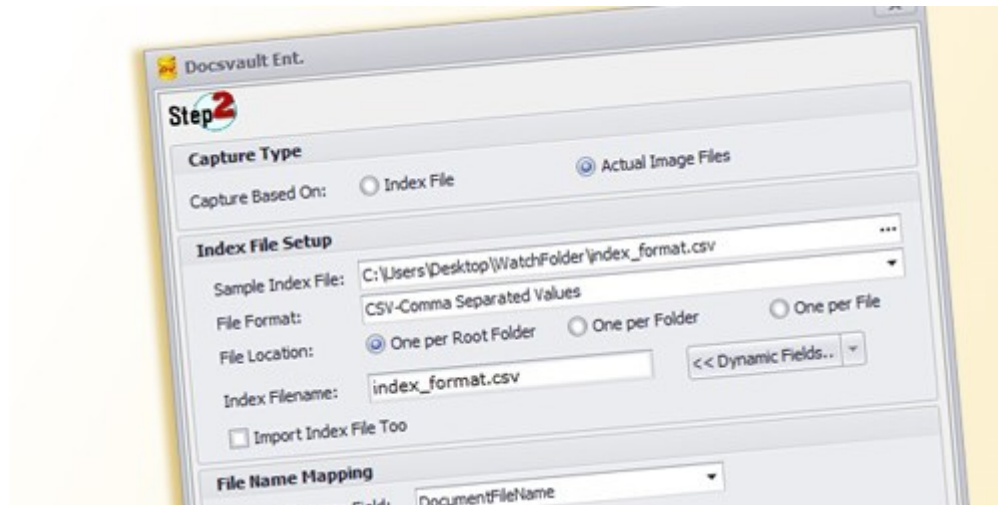 Docsvault Ent.
Step2
Capture Type
Capture Based On: Index File Actual Image Files
Index File Setup
Sample Index File: C:\Users\Desktop\WatchFolder\index_format.csv ...
File Format: CSV-Comma Separated Values
File Location: One per Root Folder One per Folder One per File
Index Filename: index_format.csv << Dynamic Fields..
Import Index File Too
File Name Mapping
Field: DocumentFileName